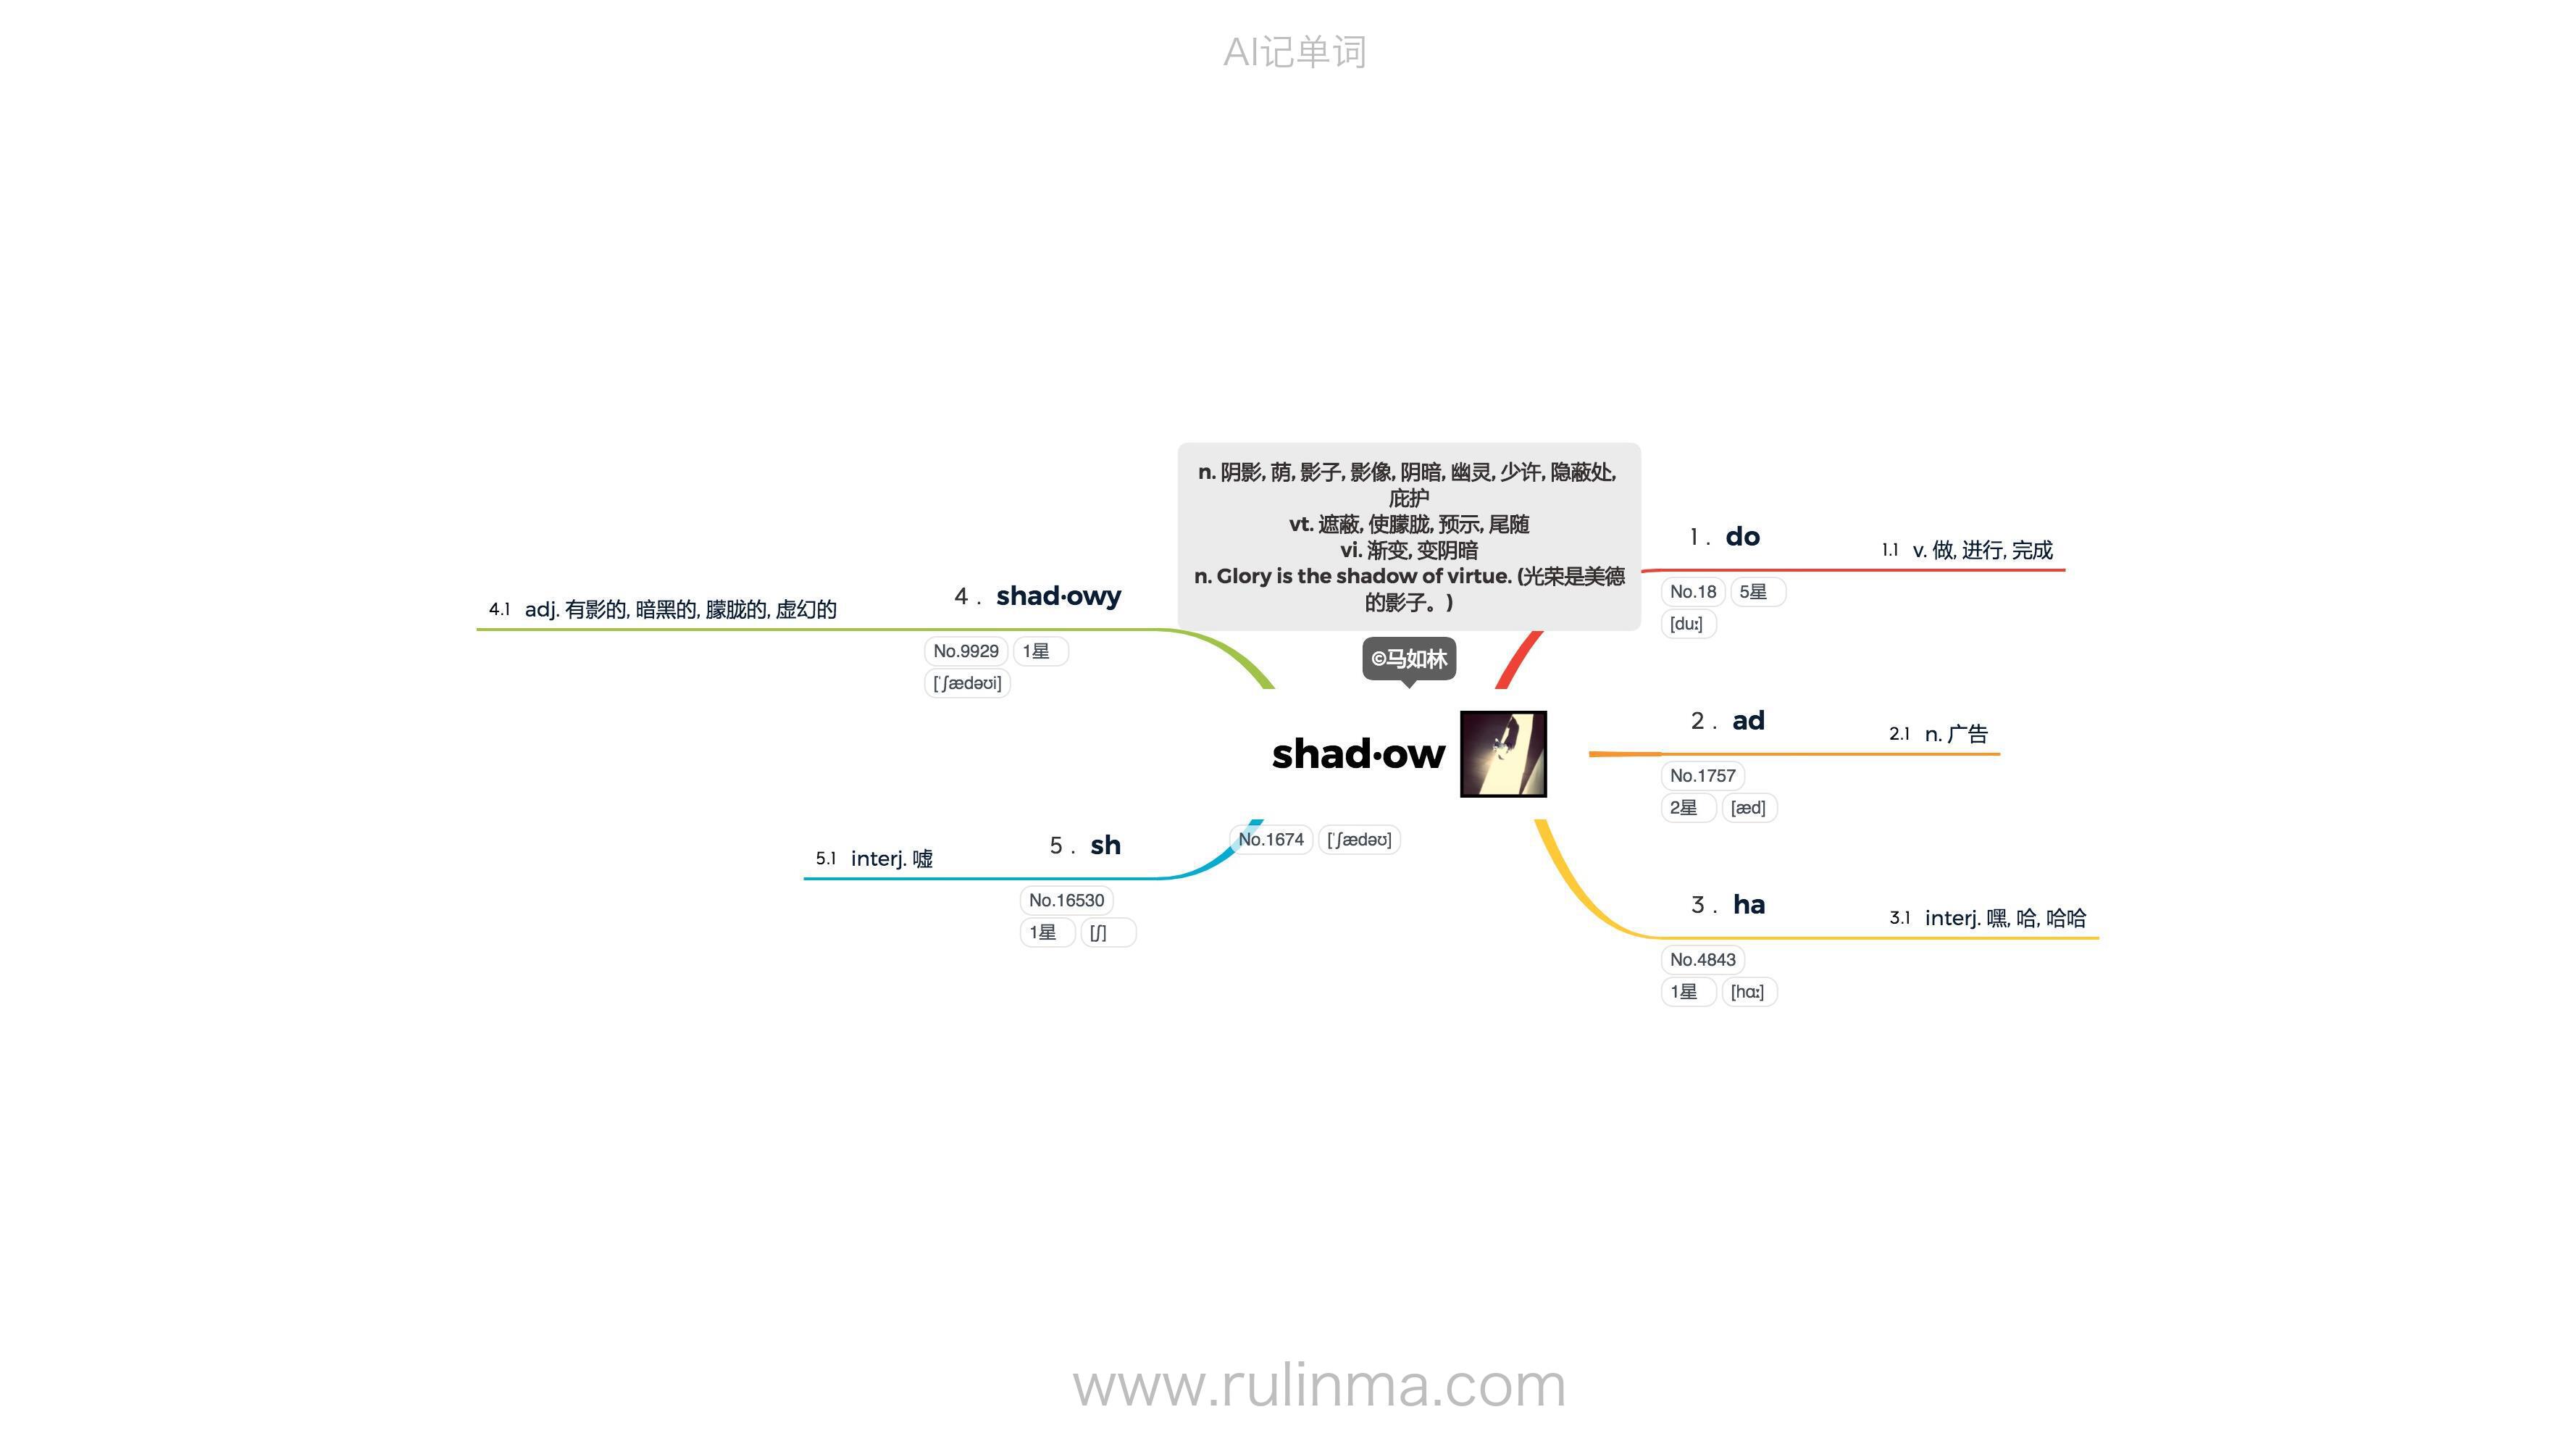 AI记单词
n. 阴影, 荫, 影子, 影像, 阴暗, 幽灵, 少许, 隐蔽处,
庇护
vt. 遮蔽, 使朦胧, 预示, 尾随
vi. 渐变, 变阴暗
n. Glory is the shadow of virtue. (光荣是美德
的影子。)
©马如林
shad·ow
No.1674 [ˈʃædəʊ]
1 . do
1.1 v. 做, 进行, 完成
No.18 5星
[duː]
2 . ad
2.1 n. 广告
No.1757
2星 [æd]
3 . ha
3.1 interj. 嘿, 哈, 哈哈
No.4843
1星 [hɑː]
4 . shad·owy
4.1 adj. 有影的, 暗黑的, 朦胧的, 虚幻的
No.9929 1星
[ˈʃædəʊi]
5 . sh
5.1 interj. 嘘
No.16530
1星 [ʃ]
www.rulinma.com